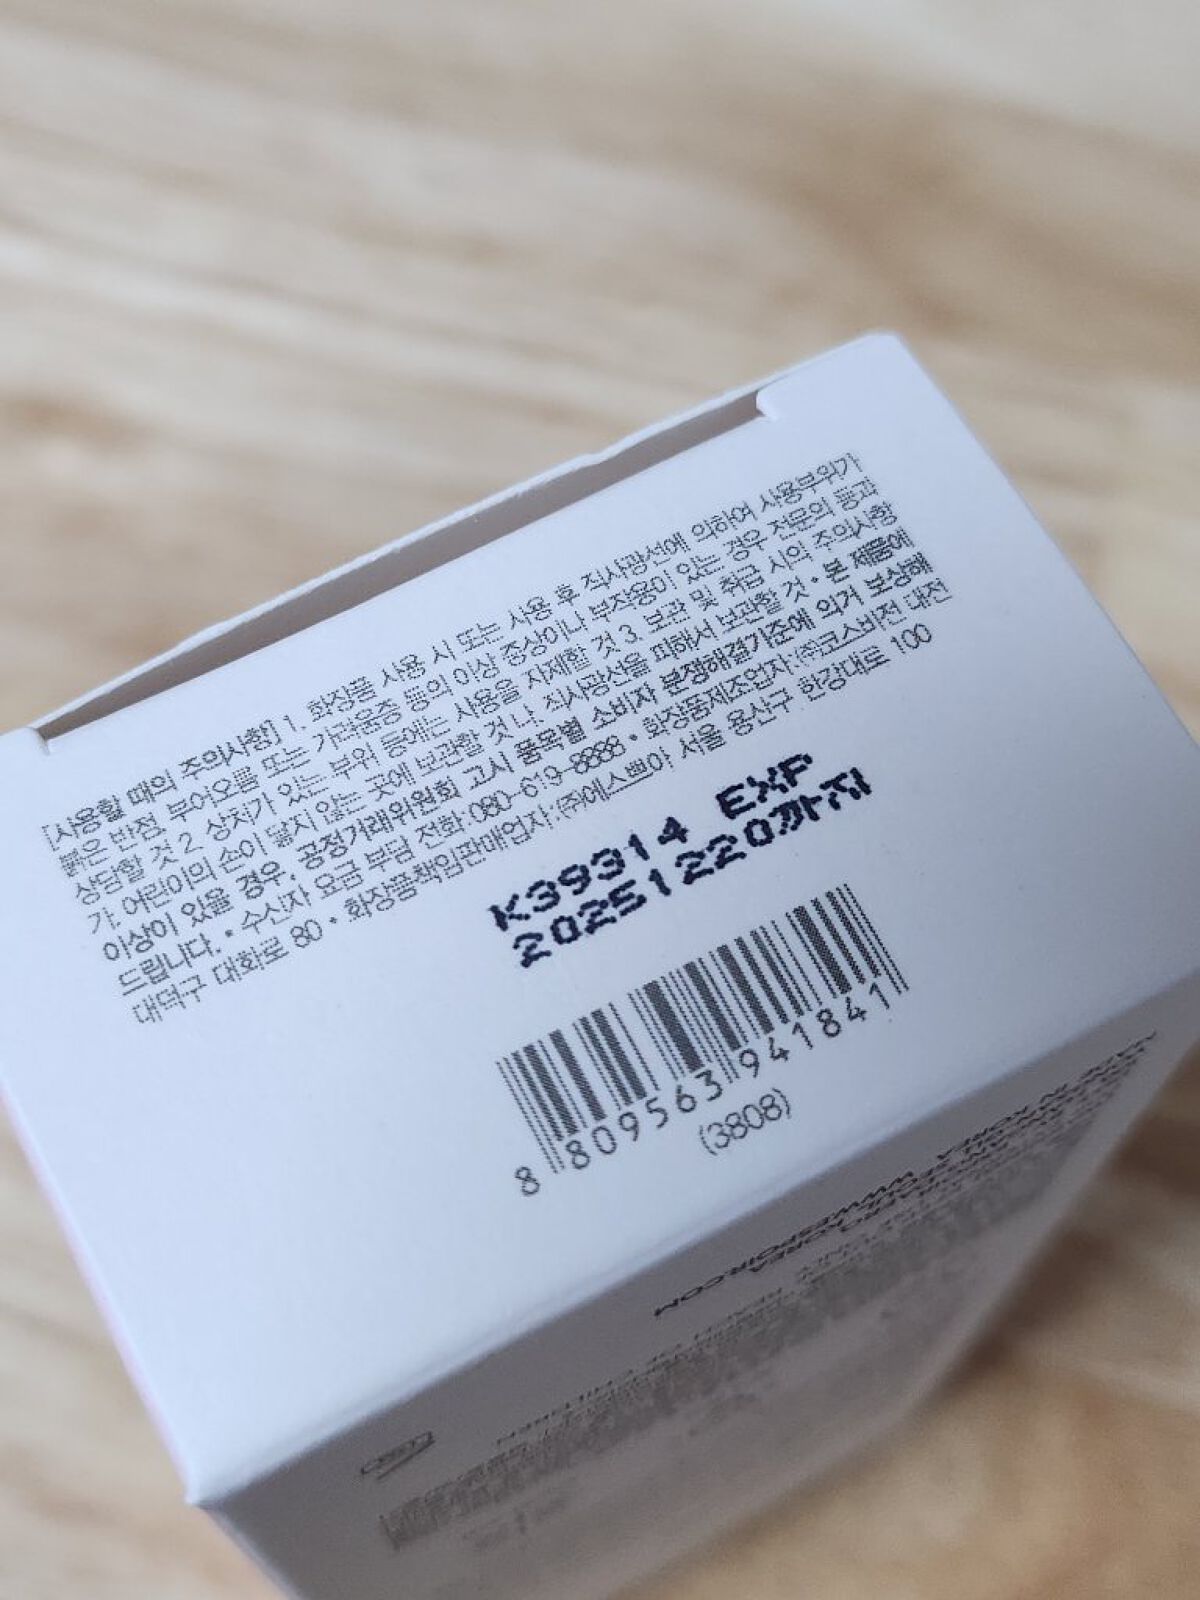 [사용할 때의 주의사항] 1. 화장품 사용 시 또는 사용 후 직사광선에 의하여 사용부위가
붉은 반점, 부어오름 또는 가려움증 등의 이상 증상이나 부작용이 있는 경우 전문의 등과
상담할 것 2. 상처가 있는 부위 등에는 사용을 자제할 것 3. 보관 및 취급 시의 주의사항
가. 어린이의 손이 닿지 않는 곳에 보관할 것 나. 직사광선을 피해서 보관할 것 • 본 제품에
이상이 있을 경우, 공정거래위원회 고시 품목별 소비자 분쟁해결기준에 의거 보상해
드립니다. • 수신자 요금 부담 전화:080-619-8888 • 화장품제조업자:㈜코스비전 대전
대덕구 대화로 80 • 화장품책임판매업자:㈜에스쁘아 서울 용산구 한강대로 100
K39314 EXP
20251220까지
8 809563 941841
(3808)
MADE IN KOREA
WWW.ESPOIR.COM